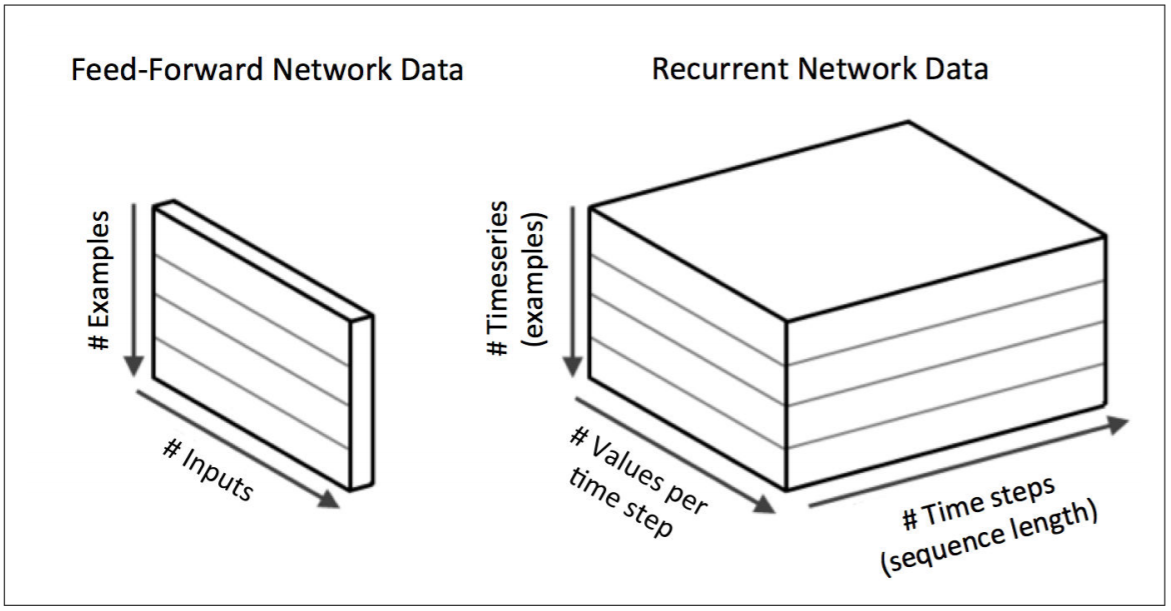 Feed-Forward Network Data
# Examples
# Inputs
Recurrent Network Data
# Timeseries
(examples)
# Values per
time step
# Time steps
(sequence length)